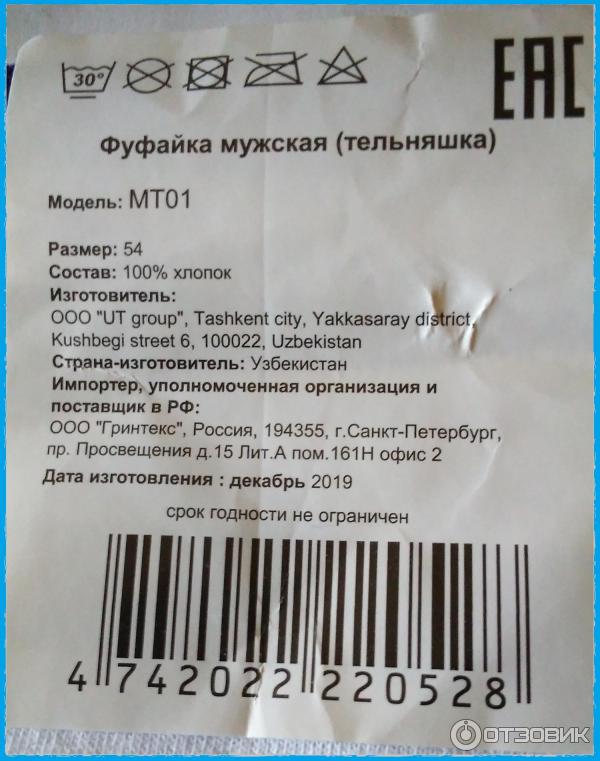 30°
EAC
Фуфайка мужская (тельняшка)
Модель: МТ01
Размер: 54
Состав: 100% хлопок
Изготовитель:
ООО "UT group", Tashkent city, Yakkasaray district,
Kushbegi street 6, 100022, Uzbekistan
Страна-изготовитель: Узбекистан
Импортер, уполномоченная организация и
поставщик в РФ:
ООО "Гринтекс", Россия, 194355, г.Санкт-Петербург,
пр. Просвещения д.15 Лит.А пом.161Н офис 2
Дата изготовления : декабрь 2019
срок годности не ограничен
4 742022 220528
ОТЗОВИК